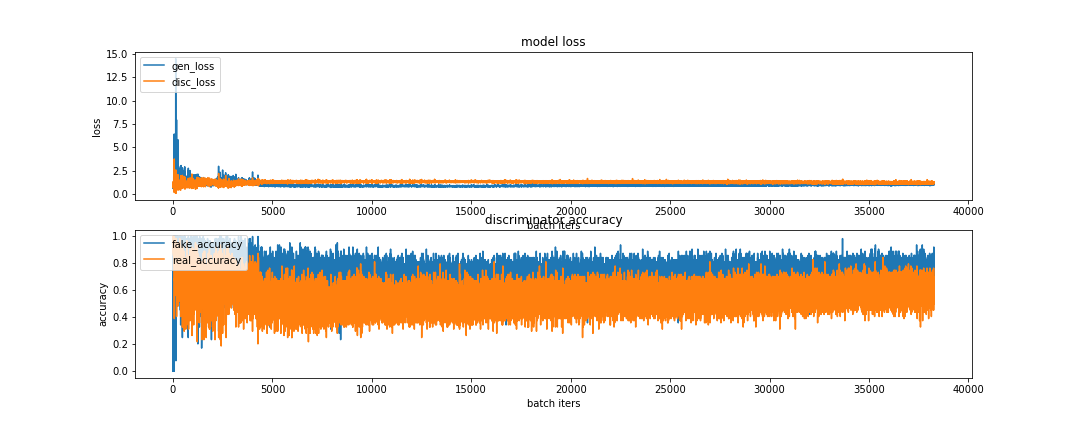 model loss
15.0
12.5
10.0
7.5
5.0
2.5
0.0
loss
gen_loss
disc_loss
0 5000 10000 15000 20000 25000 30000 35000 40000
batch iters
discriminator accuracy
1.0
0.8
0.6
0.4
0.2
0.0
accuracy
fake_accuracy
real_accuracy
0 5000 10000 15000 20000 25000 30000 35000 40000
batch iters